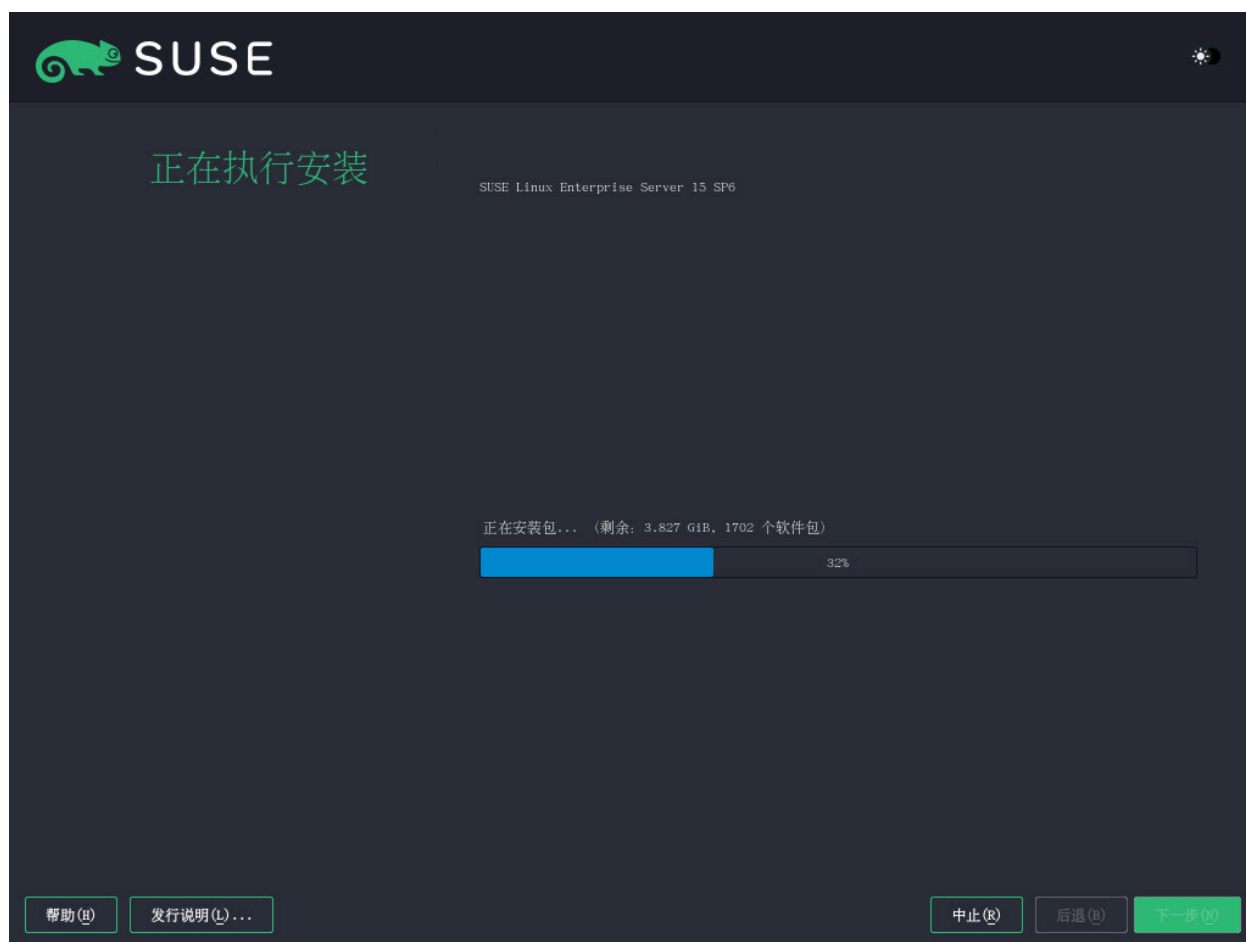 SUSE
正在执行安装
SUSE Linux Enterprise Server 15 SP6
正在安装包... (剩余: 3.827 GiB, 1702 个软件包)
32%
帮助(H) 发行说明(L)... 中止(R) 后退(B) 下一步(N)